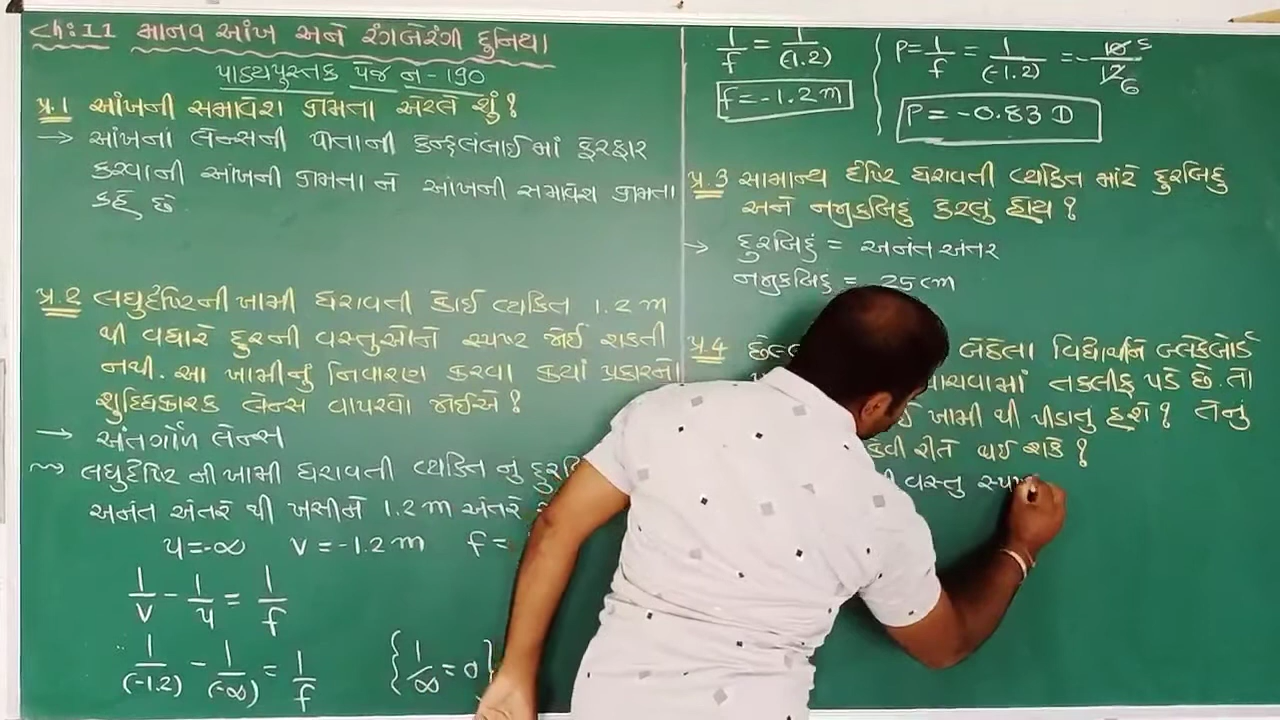 Ch: 11 માનવ આંખ અને રંગબેરંગી દુનિયા
પાઠ્યપુસ્તક પેજ નં - 190
પ્ર.1 આંખની સમાવેશ ક્ષમતા એટલે શું?
→ આંખના લેન્સની પોતાની કેન્દ્રલંબાઈ માં ફેરફાર
કરવાની આંખની ક્ષમતા ને આંખની સમાવેશ ક્ષમતા
કહે છે.
પ્ર.2 લઘુદૃષ્ટિની ખામી ધરાવતી કોઈ વ્યકિત 1.2 m
થી વધારે દૂરની વસ્તુઓને સ્પષ્ટ જોઈ શકતી
નથી. આ ખામીનું નિવારણ કરવા કયાં પ્રકારનો
શુદ્ધિકારક લેન્સ વાપરવો જોઈએ?
→ અંતર્ગોળ લેન્સ
લઘુદૃષ્ટિ ની ખામી ધરાવતી વ્યકિત નું
અનંત અંતરે થી ખસીને 1.2 m અંતરે
u = -∞ v = -1.2 m f =
1/v - 1/u = 1/f
1/(-1.2) - 1/(-∞) = 1/f {1/∞ = 0}
1/f = 1/(-1.2)
f = -1.2 m
P = 1/f = 1/(-1.2) = -10/12 5/6
P = -0.83 D
પ્ર.3 સામાન્ય દૃષ્ટિ ધરાવતી વ્યકિત માટે દુરબિંદુ
અને નજીકબિંદુ કેટલું હોય?
→ દુરબિંદુ = અનંત અંતર
નજીકબિંદુ = 25 cm
પ્ર.4 બેઠેલા વિદ્યાર્થીને બ્લેકબોર્ડ
વાંચવામાં તકલીફ પડે છે. તો
ખામી થી પીડાતુ હશે? તેનું
કેવી રીતે થઈ શકે?
વસ્તુ